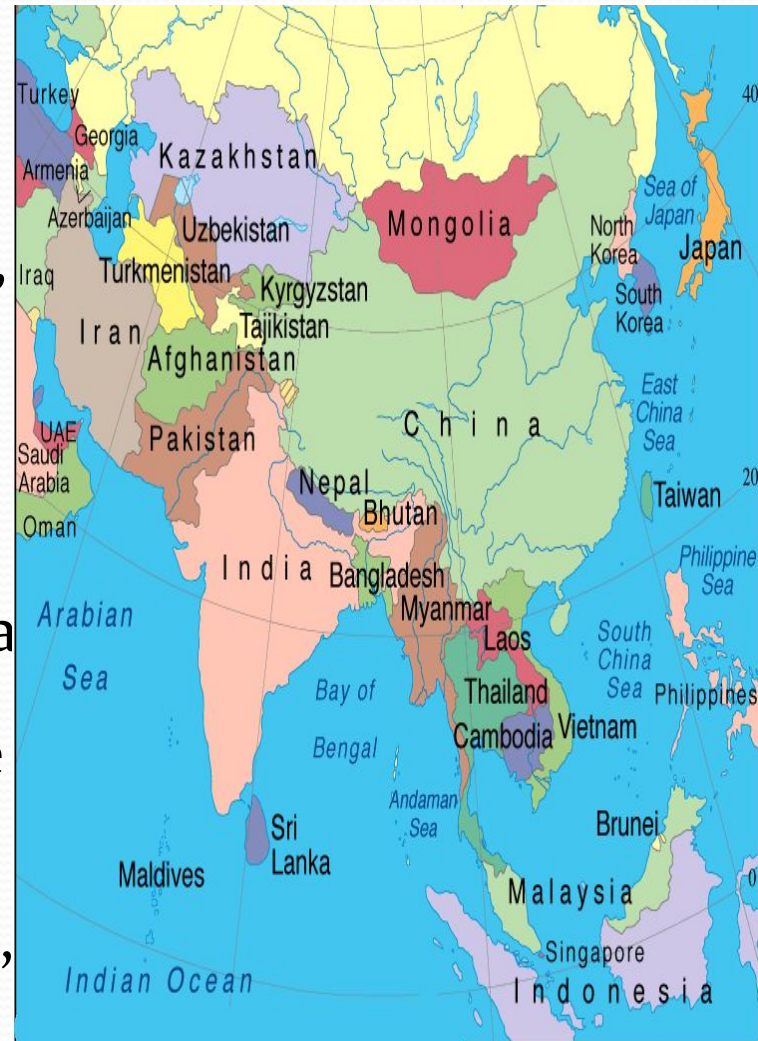 Turkey
40
Georgia
Kazakhstan
Armenia
Sea of
Japan
Azerbaijan
Mongolia
North
Korea
Japan
Uzbekistan
,
Iraq
Turkmenistan
Kyrgyzstan
South
Korea
Iran
Tajikistan
Afghanistan
East
China
Sea
China
UAE
Pakistan
Saudi
Arabia
Nepal
20
Taiwan
Oman
Bhutan
Philippine
Sea
India
Bangladesh
Arabian
Sea
Myanmar
a
Laos
South
China
Sea
Bay of
Bengal
Thailand
Philippines
Cambodia
Vietnam
e
Andaman
Sea
Brunei
Sri
Lanka
Maldives
0
Malaysia
,
Singapore
Indian Ocean
Indonesia